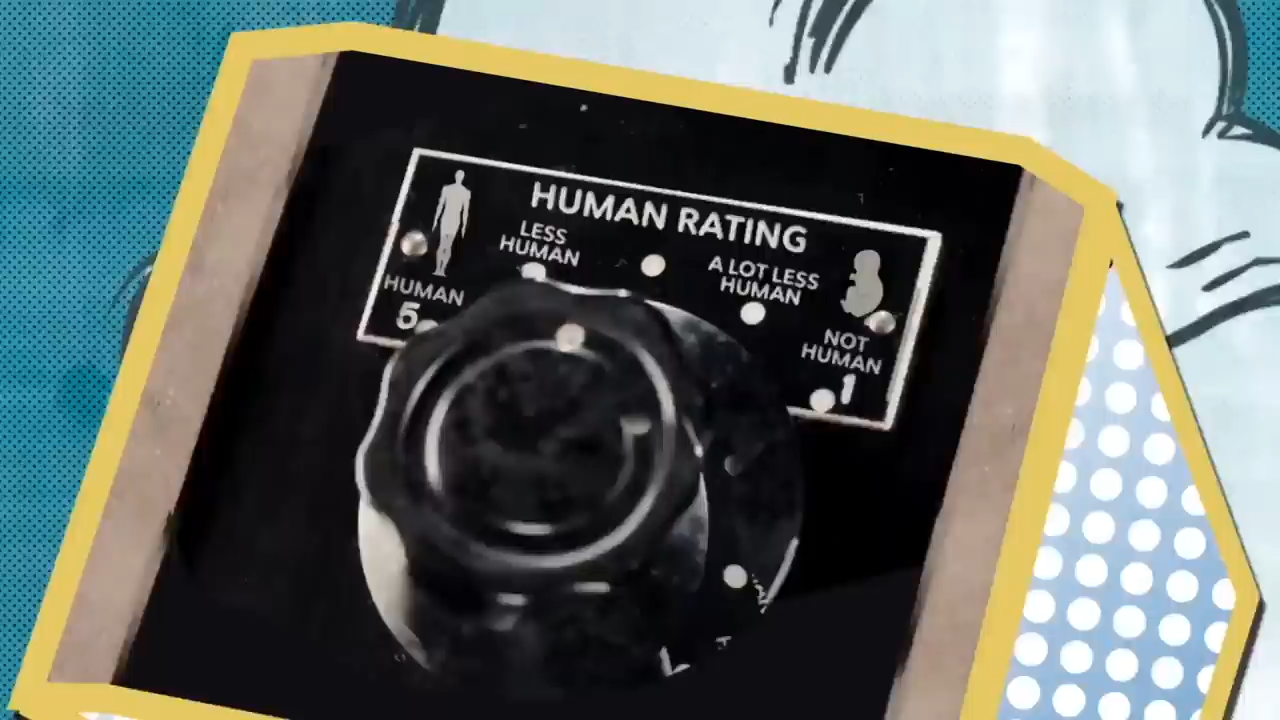 HUMAN RATING
LESS
HUMAN
A LOT LESS
HUMAN
HUMAN
5
NOT
HUMAN
1